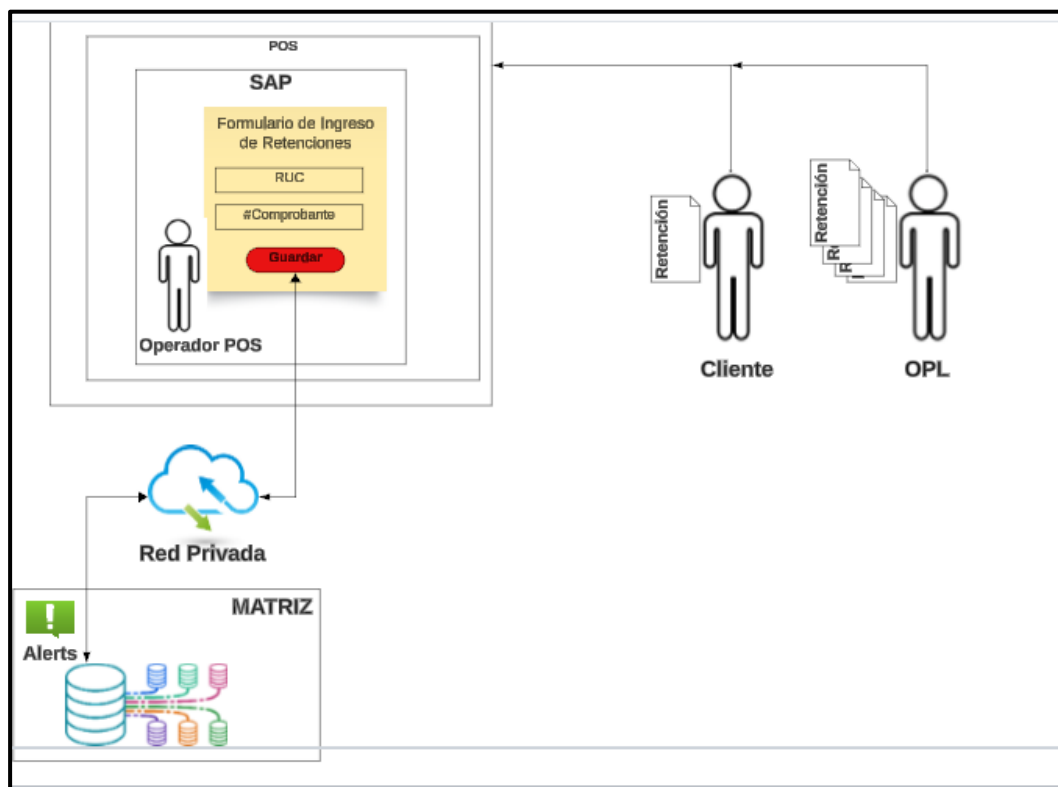 POS
SAP
Formulario de Ingreso
de Retenciones
RUC
#Comprobante
Guardar
Operador POS
Retención
Cliente
Retención
Re
R
OPL
Red Privada
MATRIZ
Alerts